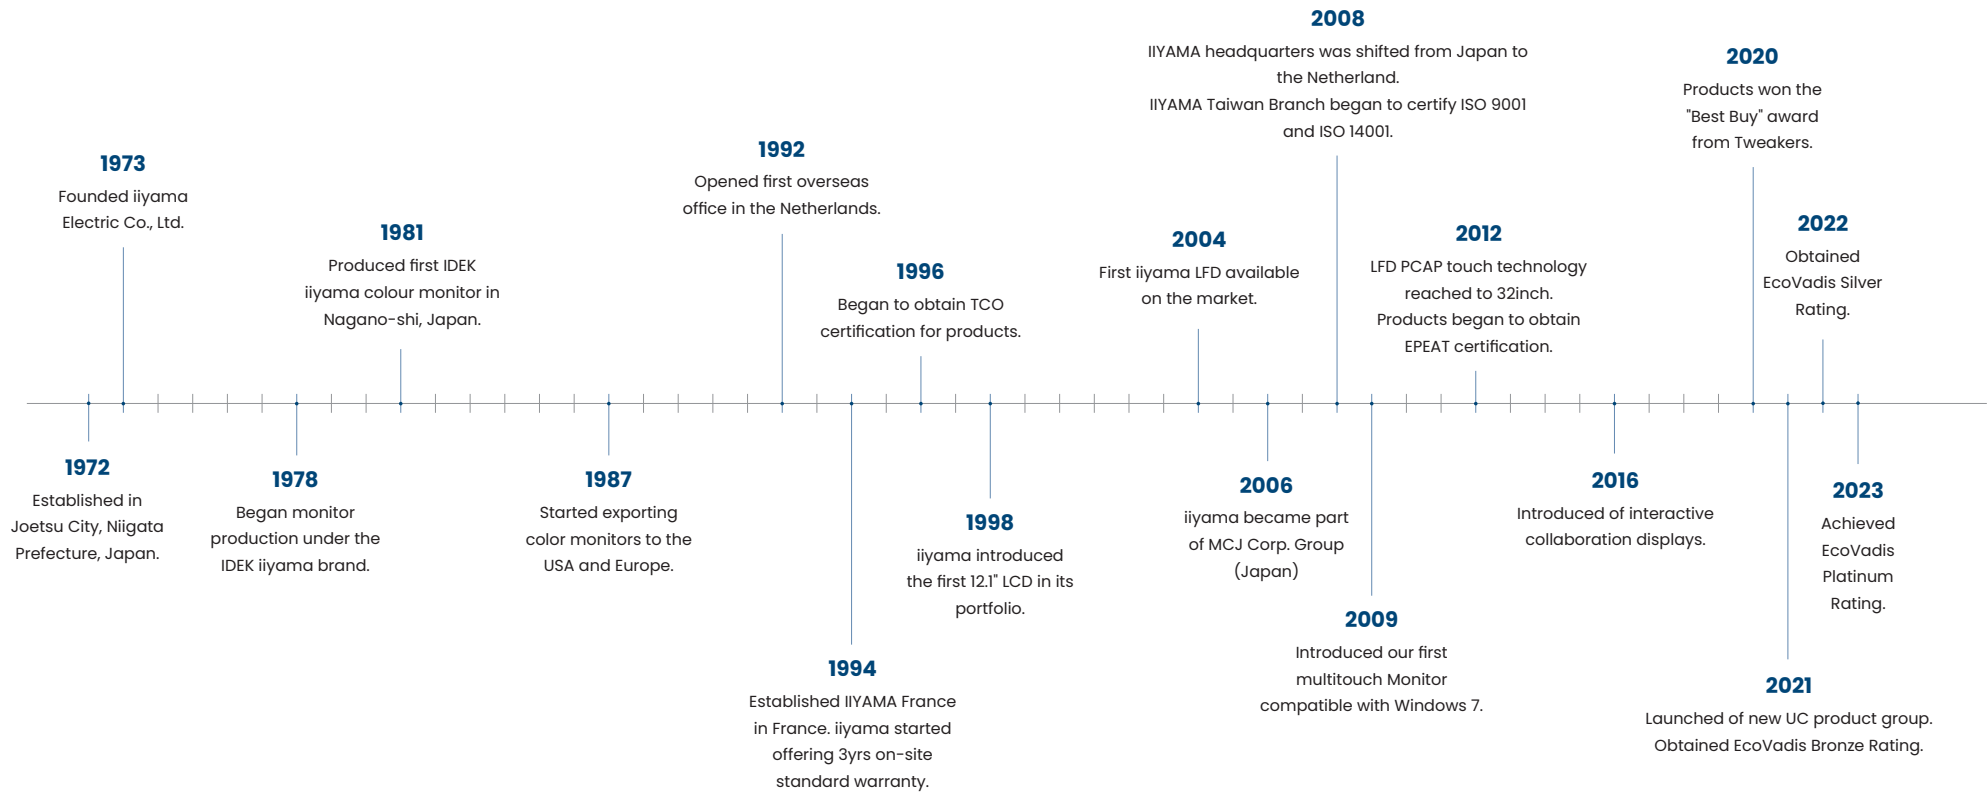 1972
Established in
Joetsu City, Niigata
Prefecture, Japan.
1973
Founded iiyama
Electric Co., Ltd.
1978
Began monitor
production under the
IDEK iiyama brand.
1981
Produced first IDEK
iiyama colour monitor in
Nagano-shi, Japan.
1987
Started exporting
color monitors to the
USA and Europe.
1992
Opened first overseas
office in the Netherlands.
1994
Established IIYAMA France
in France. iiyama started
offering 3yrs on-site
standard warranty.
1996
Began to obtain TCO
certification for products.
1998
iiyama introduced
the first 12.1" LCD in its
portfolio.
2004
First iiyama LFD available
on the market.
2006
iiyama became part
of MCJ Corp. Group
(Japan)
2008
IIYAMA headquarters was shifted from Japan to
the Netherland.
IIYAMA Taiwan Branch began to certify ISO 9001
and ISO 14001.
2009
Introduced our first
multitouch Monitor
compatible with Windows 7.
2012
LFD PCAP touch technology
reached to 32inch.
Products began to obtain
EPEAT certification.
2016
Introduced of interactive
collaboration displays.
2020
Products won the
"Best Buy" award
from Tweakers.
2021
Launched of new UC product group.
Obtained EcoVadis Bronze Rating.
2022
Obtained
EcoVadis Silver
Rating.
2023
Achieved
EcoVadis
Platinum
Rating.